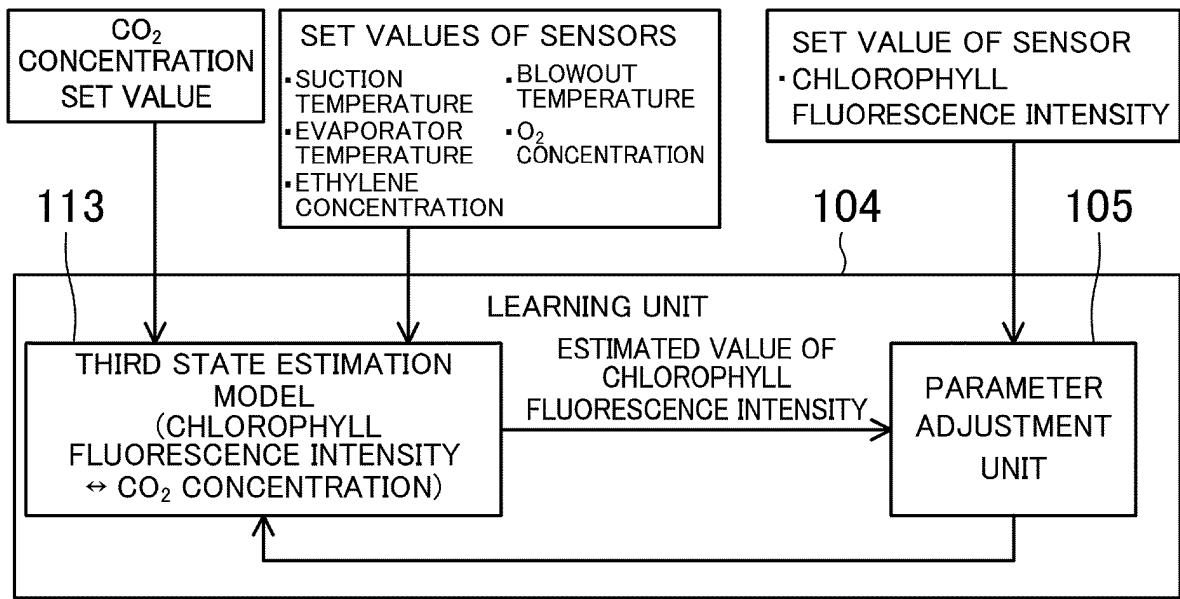 CO₂
CONCENTRATION
SET VALUE
SET VALUES OF SENSORS
▪SUCTION
TEMPERATURE
▪EVAPORATOR
TEMPERATURE
▪ETHYLENE
CONCENTRATION
▪BLOWOUT
TEMPERATURE
▪O₂
CONCENTRATION
SET VALUE OF SENSOR
▪CHLOROPHYLL
FLUORESCENCE INTENSITY
113
104
105
LEARNING UNIT
THIRD STATE ESTIMATION
MODEL
(CHLOROPHYLL
FLUORESCENCE INTENSITY
↔ CO₂ CONCENTRATION)
ESTIMATED VALUE OF
CHLOROPHYLL
FLUORESCENCE INTENSITY
PARAMETER
ADJUSTMENT
UNIT